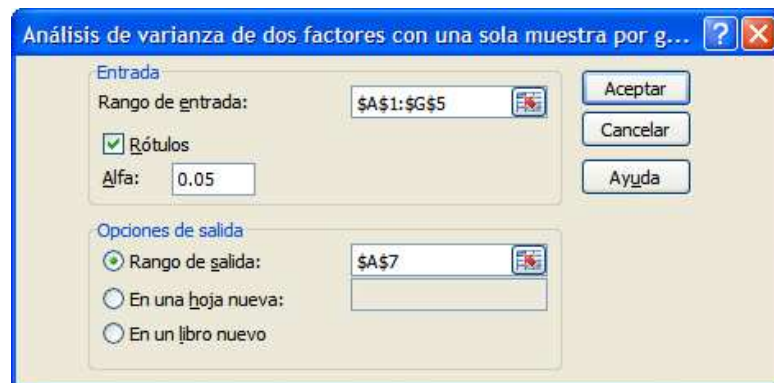 Análisis de varianza de dos factores con una sola muestra por g...
Entrada
Rango de entrada: $A$1:$G$5
Rótulos
Alfa: 0.05
Aceptar
Cancelar
Ayuda
Opciones de salida
Rango de salida: $A$7
En una hoja nueva:
En un libro nuevo